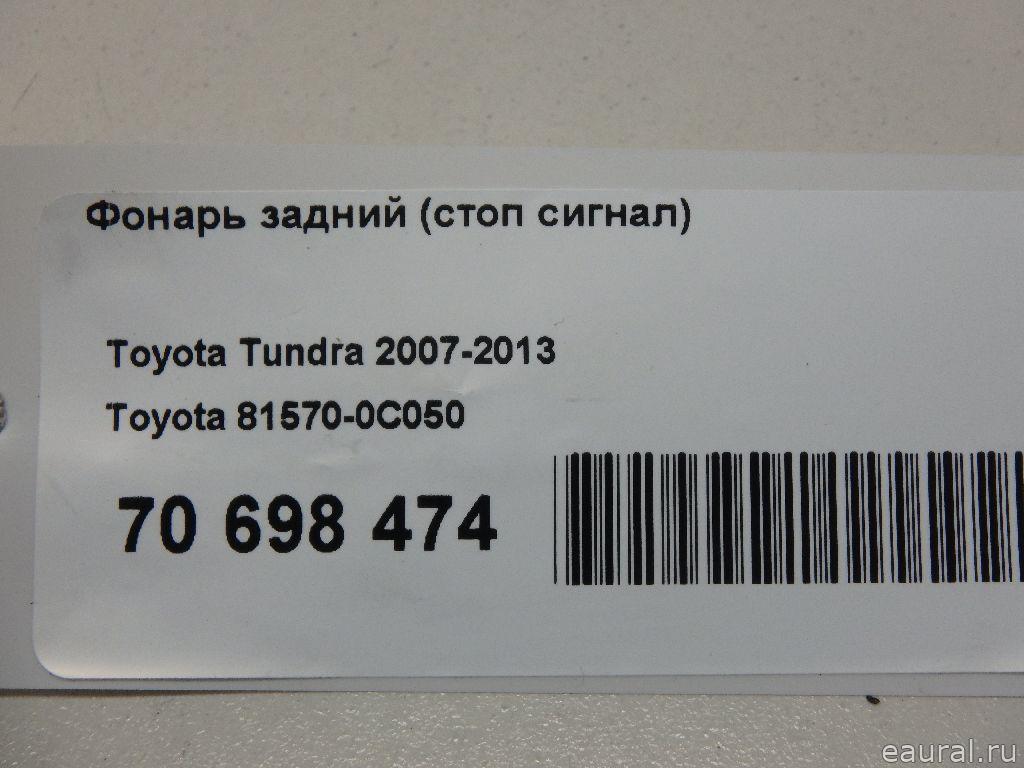 Фонарь задний (стоп сигнал)
Toyota Tundra 2007-2013
Toyota 81570-0C050
70 698 474
eaural.ru